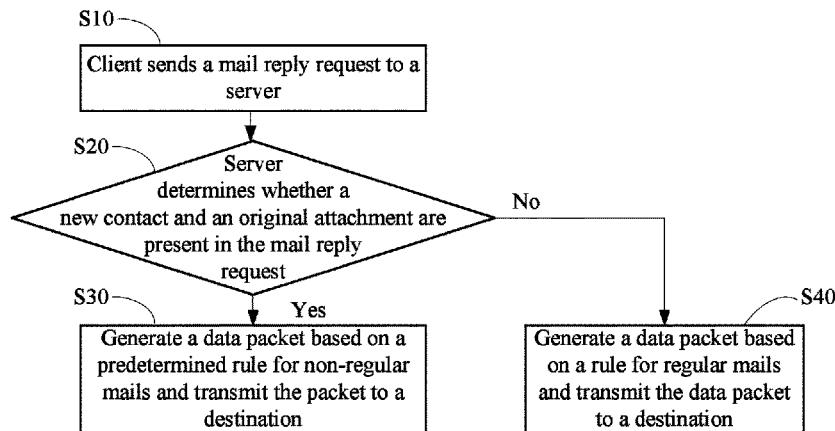 S10
Client sends a mail reply request to a
server
S20
Server
determines whether a
new contact and an original attachment are
present in the mail reply
request
No
Yes
S30
Generate a data packet based on a
predetermined rule for non-regular
mails and transmit the packet to a
destination
S40
Generate a data packet based
on a rule for regular mails
and transmit the data packet
to a destination